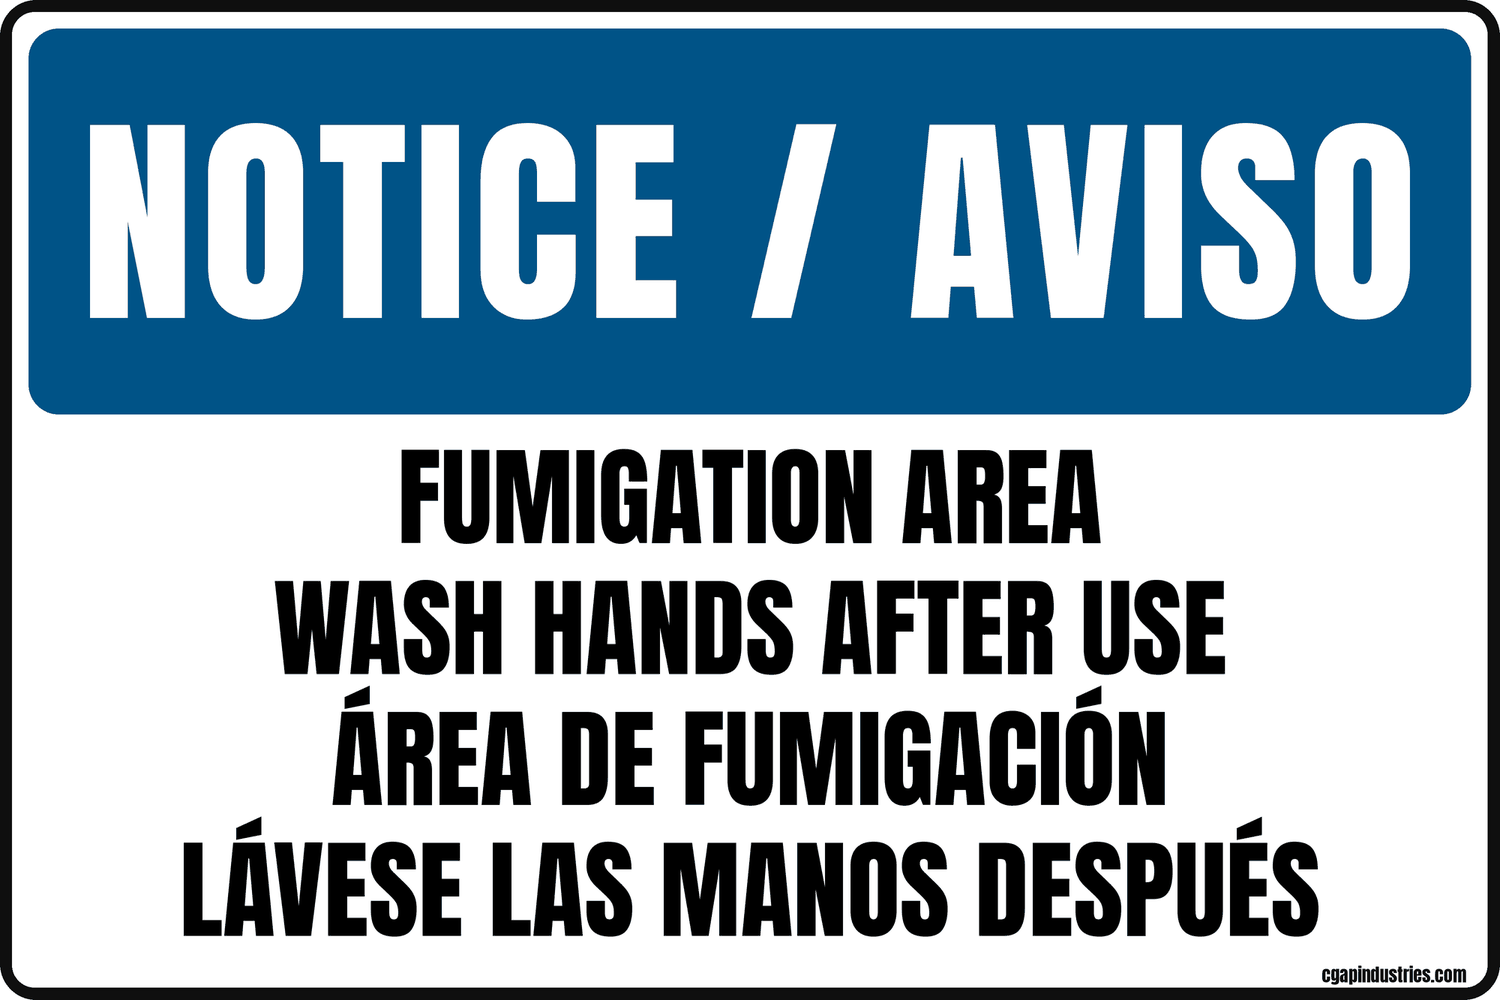 NOTICE / AVISO
FUMIGATION AREA
WASH HANDS AFTER USE
ÁREA DE FUMIGACIÓN
LÁVESE LAS MANOS DESPUÉS
cgapindustries.com